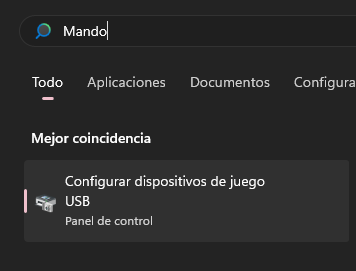 Mando
Todo Aplicaciones Documentos Configura
Mejor coincidencia
Configurar dispositivos de juego
USB
Panel de control